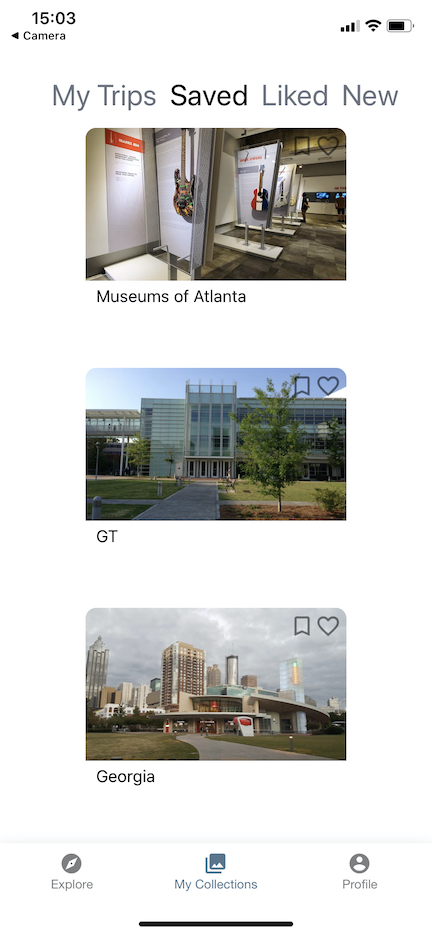 15:03
◀ Camera
My Trips Saved Liked New
Museums of Atlanta
GT
Georgia
Explore My Collections Profile